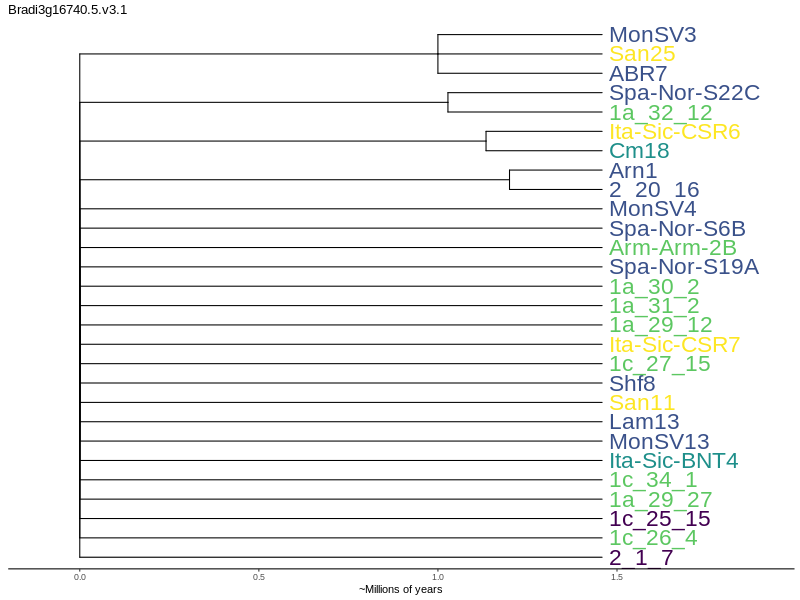 Bradi3g16740.5.v3.1
MonSV3
San25
ABR7
Spa-Nor-S22C
1a_32_12
Ita-Sic-CSR6
Cm18
Arn1
2_20_16
MonSV4
Spa-Nor-S6B
Arm-Arm-2B
Spa-Nor-S19A
1a_30_2
1a_31_2
1a_29_12
Ita-Sic-CSR7
1c_27_15
Shf8
San11
Lam13
MonSV13
Ita-Sic-BNT4
1c_34_1
1a_29_27
1c_25_15
1c_26_4
2_1_7
0.0 0.5 1.0 1.5
~Millions of years